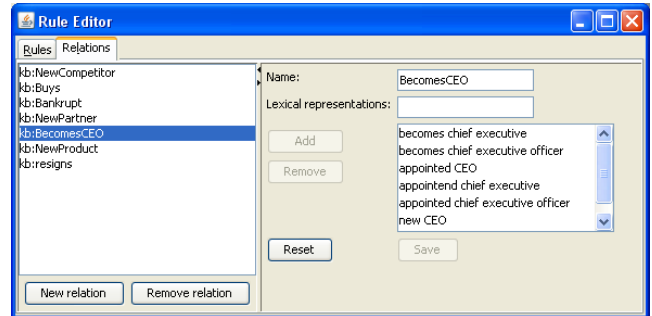 Rule Editor
Rules Relations
kb:NewCompetitor
kb:Buys
kb:Bankrupt
kb:NewPartner
kb:BecomesCEO
kb:NewProduct
kb:resigns
New relation Remove relation
Name: BecomesCEO
Lexical representations:
Add
Remove
becomes chief executive
becomes chief executive officer
appointed CEO
appointend chief executive
appointed chief executive officer
new CEO
Reset Save